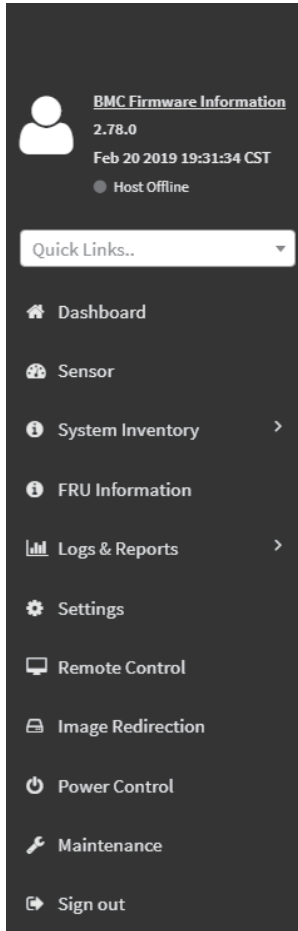 BMC Firmware Information
2.78.0
Feb 20 2019 19:31:34 CST
Host Offline
Quick Links..
Dashboard
Sensor
System Inventory
FRU Information
Logs & Reports
Settings
Remote Control
Image Redirection
Power Control
Maintenance
Sign out